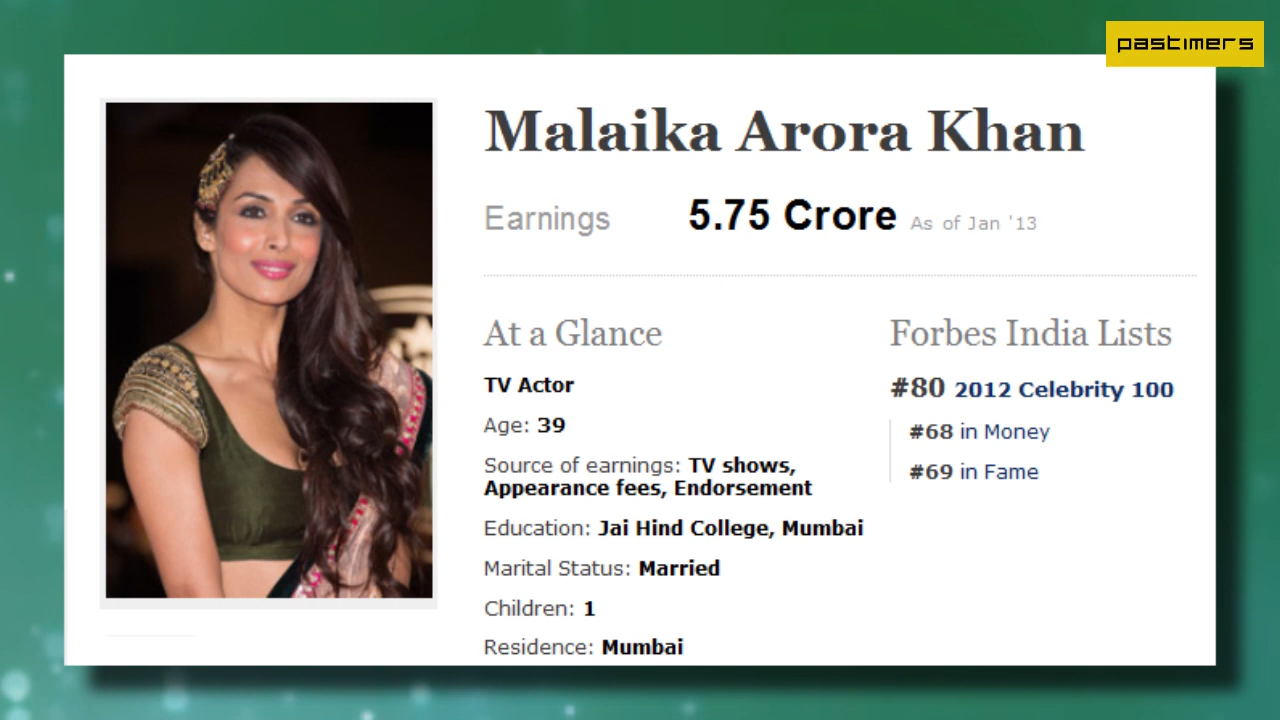 pastimers
Malaika Arora Khan
Earnings 5.75 Crore As of Jan '13
At a Glance
TV Actor
Age: 39
Source of earnings: TV shows,
Appearance fees, Endorsement
Education: Jai Hind College, Mumbai
Marital Status: Married
Children: 1
Residence: Mumbai
Forbes India Lists
#80 2012 Celebrity 100
#68 in Money
#69 in Fame